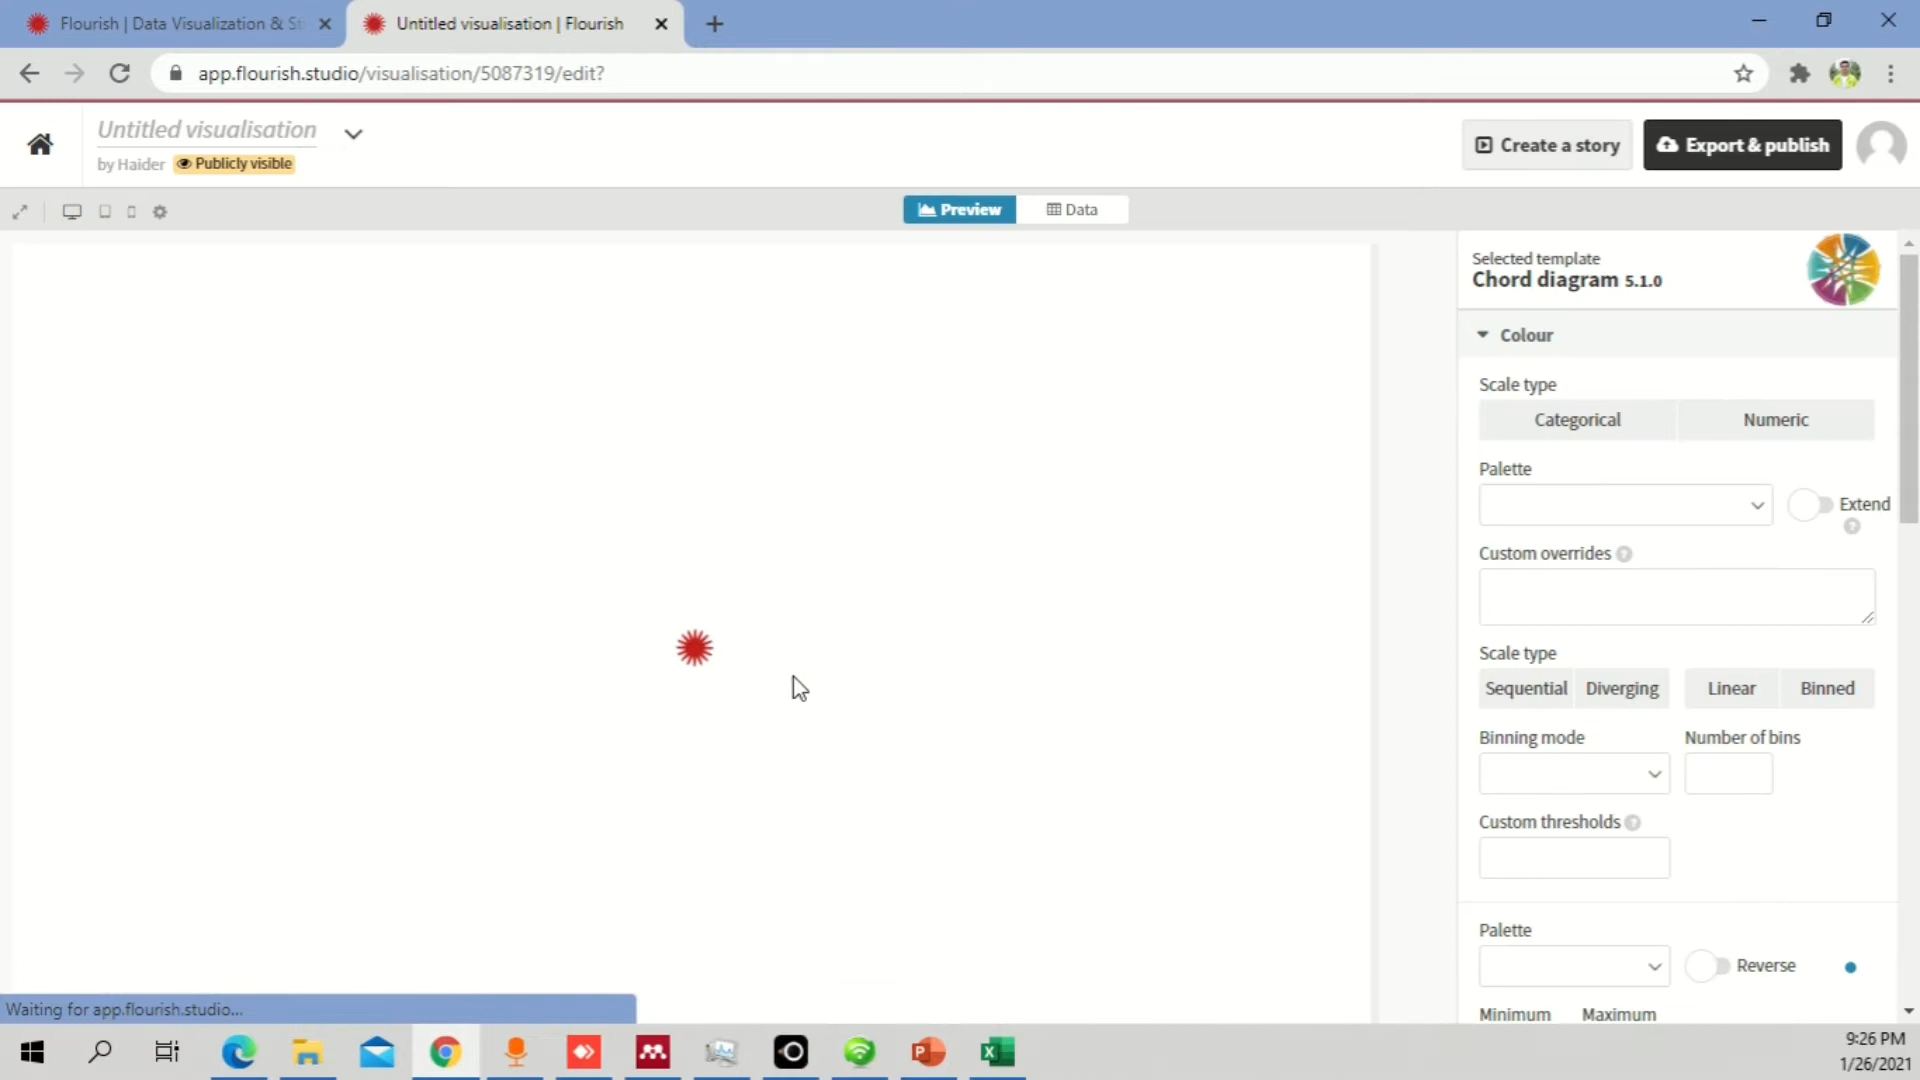 Flourish | Data Visualization & St
Untitled visualisation | Flourish
app.flourish.studio/visualisation/5087319/edit?
Untitled visualisation
by Haider
Publicly visible
Create a story
Export & publish
Preview
Data
Selected template
Chord diagram 5.1.0
Colour
Scale type
Categorical
Numeric
Palette
Extend
Custom overrides
Scale type
Sequential
Diverging
Linear
Binned
Binning mode
Number of bins
Custom thresholds
Palette
Reverse
Minimum
Maximum
Waiting for app.flourish.studio...
9:26 PM
1/26/2021